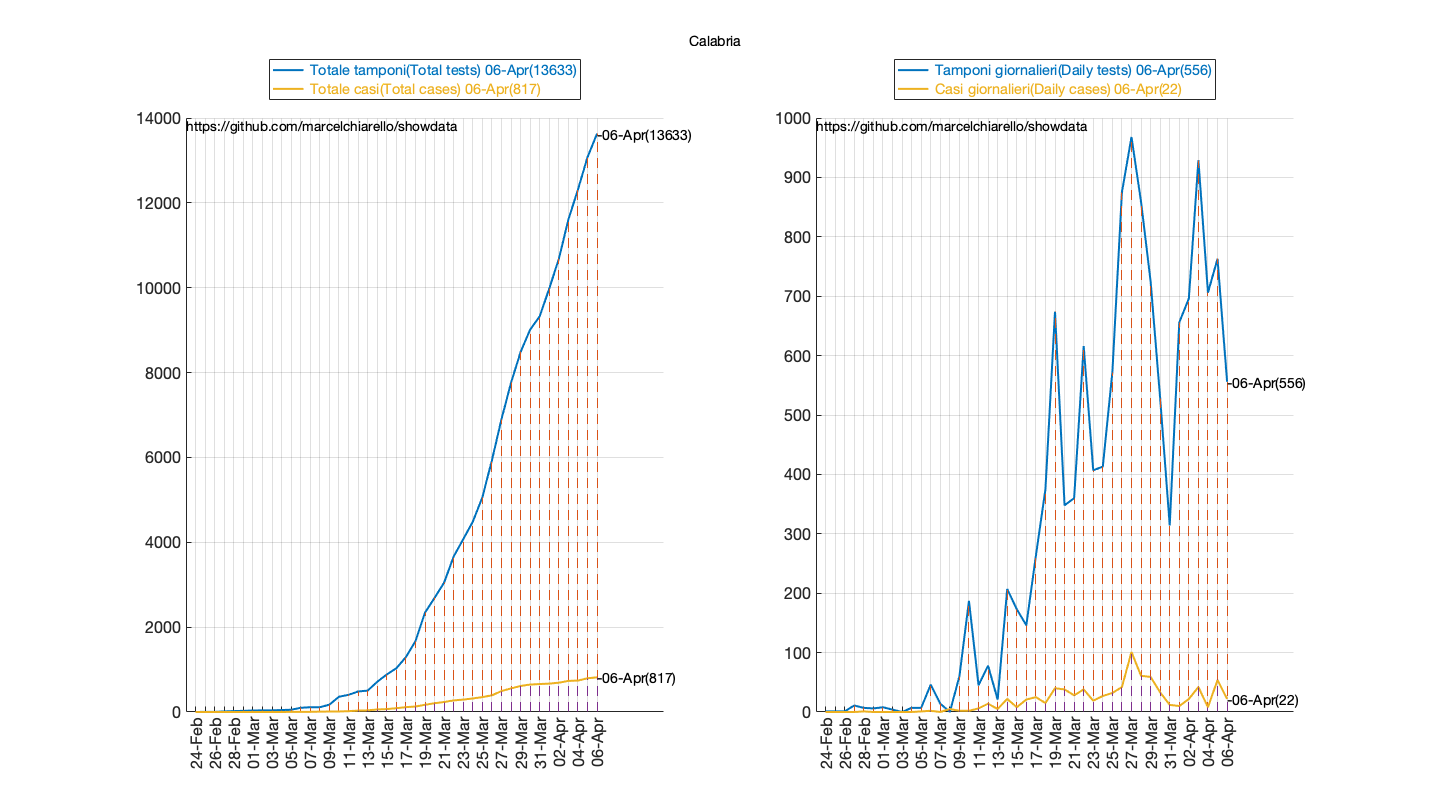 Calabria
Totale tamponi(Total tests) 06-Apr(13633)
Totale casi(Total cases) 06-Apr(817)
14000
12000
10000
8000
6000
4000
2000
0
https://github.com/marcelchiarello/showdata
06-Apr(13633)
06-Apr(817)
24-Feb
26-Feb
28-Feb
01-Mar
03-Mar
05-Mar
07-Mar
09-Mar
11-Mar
13-Mar
15-Mar
17-Mar
19-Mar
21-Mar
23-Mar
25-Mar
27-Mar
29-Mar
31-Mar
02-Apr
04-Apr
06-Apr
Tamponi giornalieri(Daily tests) 06-Apr(556)
Casi giornalieri(Daily cases) 06-Apr(22)
1000
900
800
700
600
500
400
300
200
100
0
https://github.com/marcelchiarello/showdata
06-Apr(556)
06-Apr(22)
24-Feb
26-Feb
28-Feb
01-Mar
03-Mar
05-Mar
07-Mar
09-Mar
11-Mar
13-Mar
15-Mar
17-Mar
19-Mar
21-Mar
23-Mar
25-Mar
27-Mar
29-Mar
31-Mar
02-Apr
04-Apr
06-Apr